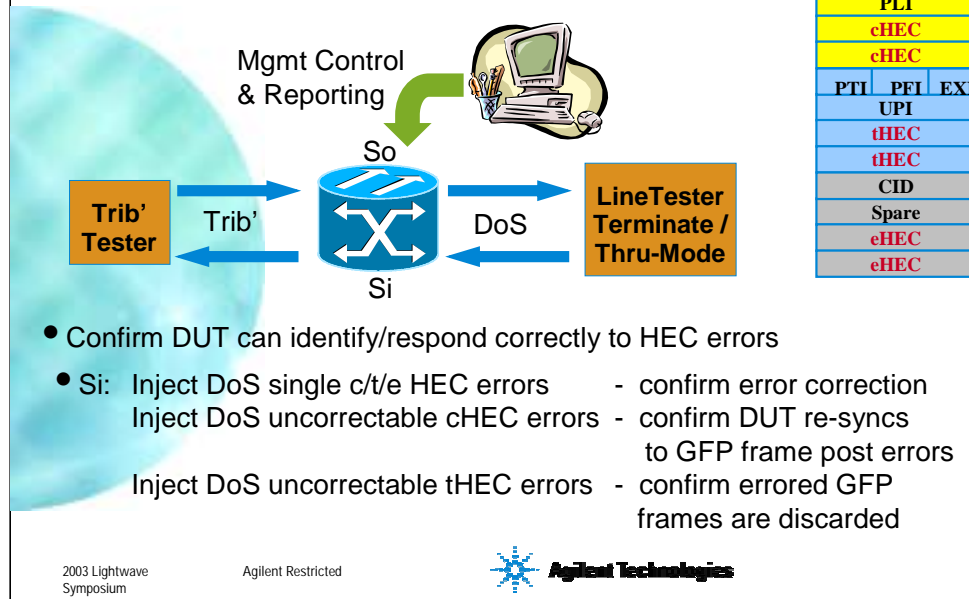 PLI
cHEC
cHEC
PTI PFI
UPI
tHEC
tHEC
CID
Spare
eHEC
eHEC
Mgmt Control
& Reporting
So
Trib'
Tester
Trib'
DoS
LineTester
Terminate /
Thru-Mode
Si
• Confirm DUT can identify/respond correctly to HEC errors
• Si: Inject DoS single c/t/e HEC errors - confirm error correction
Inject DoS uncorrectable cHEC errors - confirm DUT re-syncs
to GFP frame post errors
Inject DoS uncorrectable tHEC errors - confirm errored GFP
frames are discarded
2003 Lightwave
Symposium
Agilent Restricted
Agilent Technologies